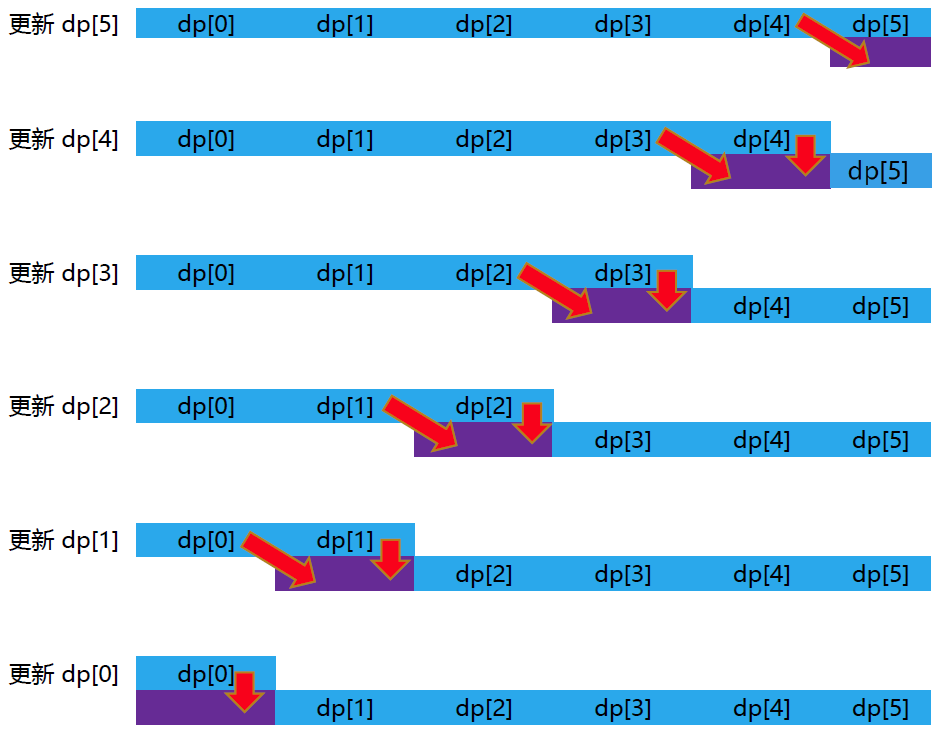 更新 dp[5] dp[0] dp[1] dp[2] dp[3] dp[4] dp[5]
更新 dp[4] dp[0] dp[1] dp[2] dp[3] dp[4]
dp[5]
更新 dp[3] dp[0] dp[1] dp[2] dp[3]
dp[4] dp[5]
更新 dp[2] dp[0] dp[1] dp[2]
dp[3] dp[4] dp[5]
更新 dp[1] dp[0] dp[1]
dp[2] dp[3] dp[4] dp[5]
更新 dp[0] dp[0]
dp[1] dp[2] dp[3] dp[4] dp[5]